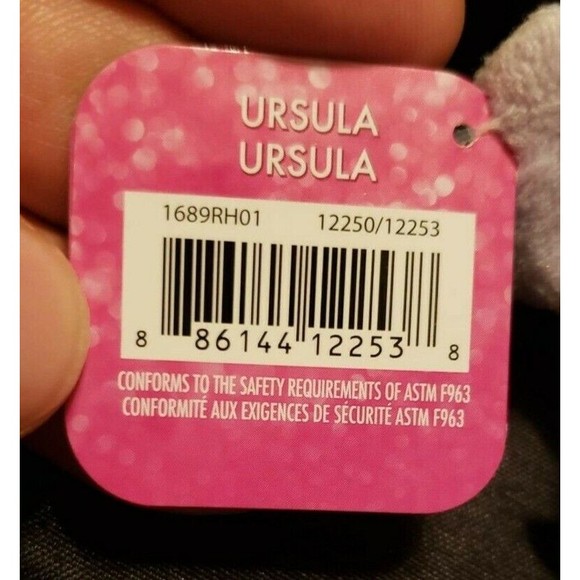 URSULA
URSULA
1689RH01 12250/12253
8 86144 12253 8
CONFORMS TO THE SAFETY REQUIREMENTS OF ASTM F963
CONFORMITÉ AUX EXIGENCES DE SÉCURITÉ ASTM F963